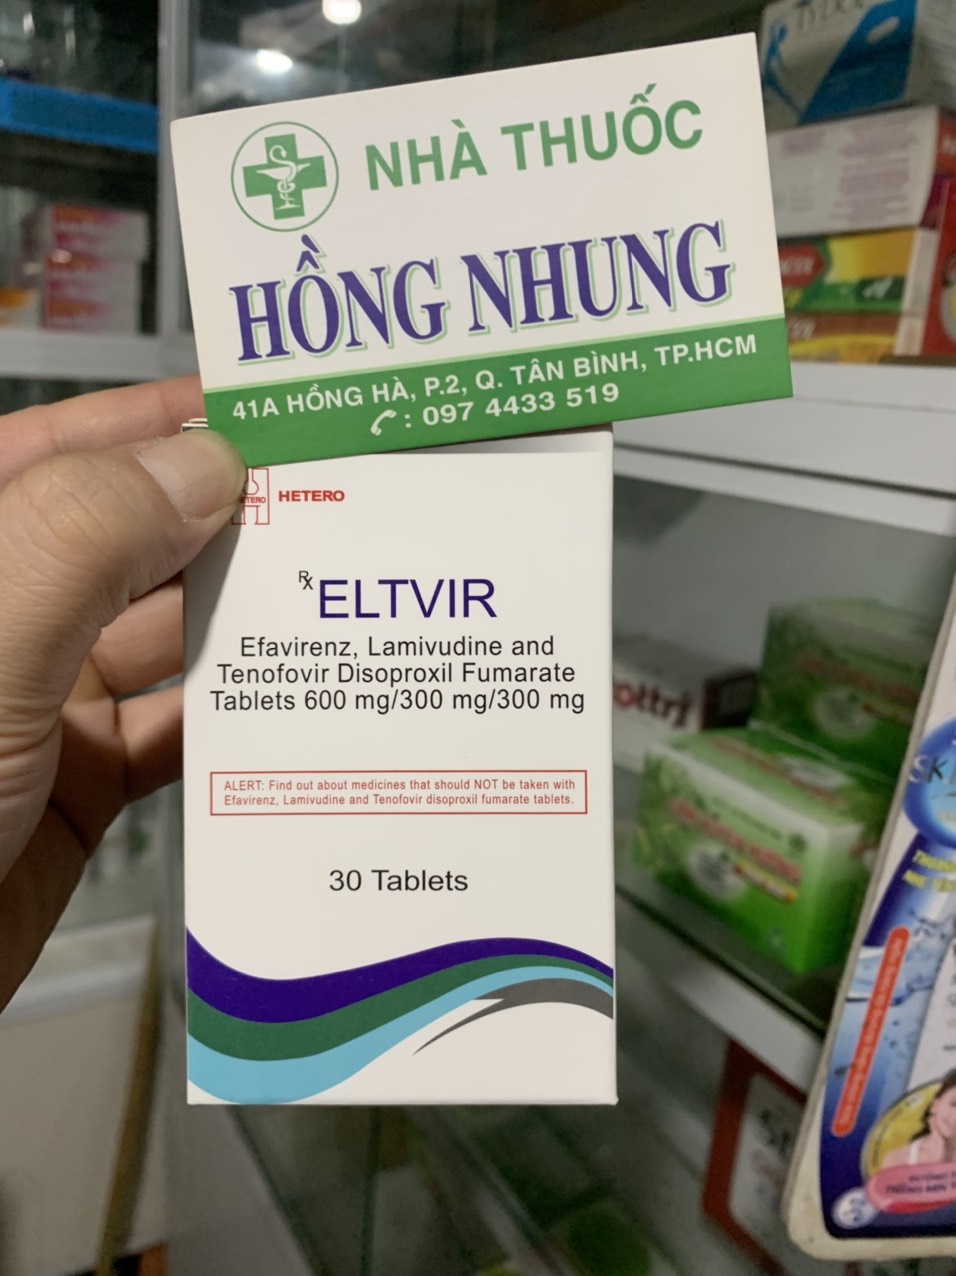 NHÀ THUỐC
HỒNG NHUNG
41A HỒNG HÀ, P.2, Q. TÂN BÌNH, TP.HCM
: 097 4433 519
HETERO
HETERO
Rx ELTVIR
Efavirenz, Lamivudine and
Tenofovir Disoproxil Fumarate
Tablets 600 mg/300 mg/300 mg
ALERT: Find out about medicines that should NOT be taken with
Efavirenz, Lamivudine and Tenofovir disoproxil fumarate tablets.
30 Tablets